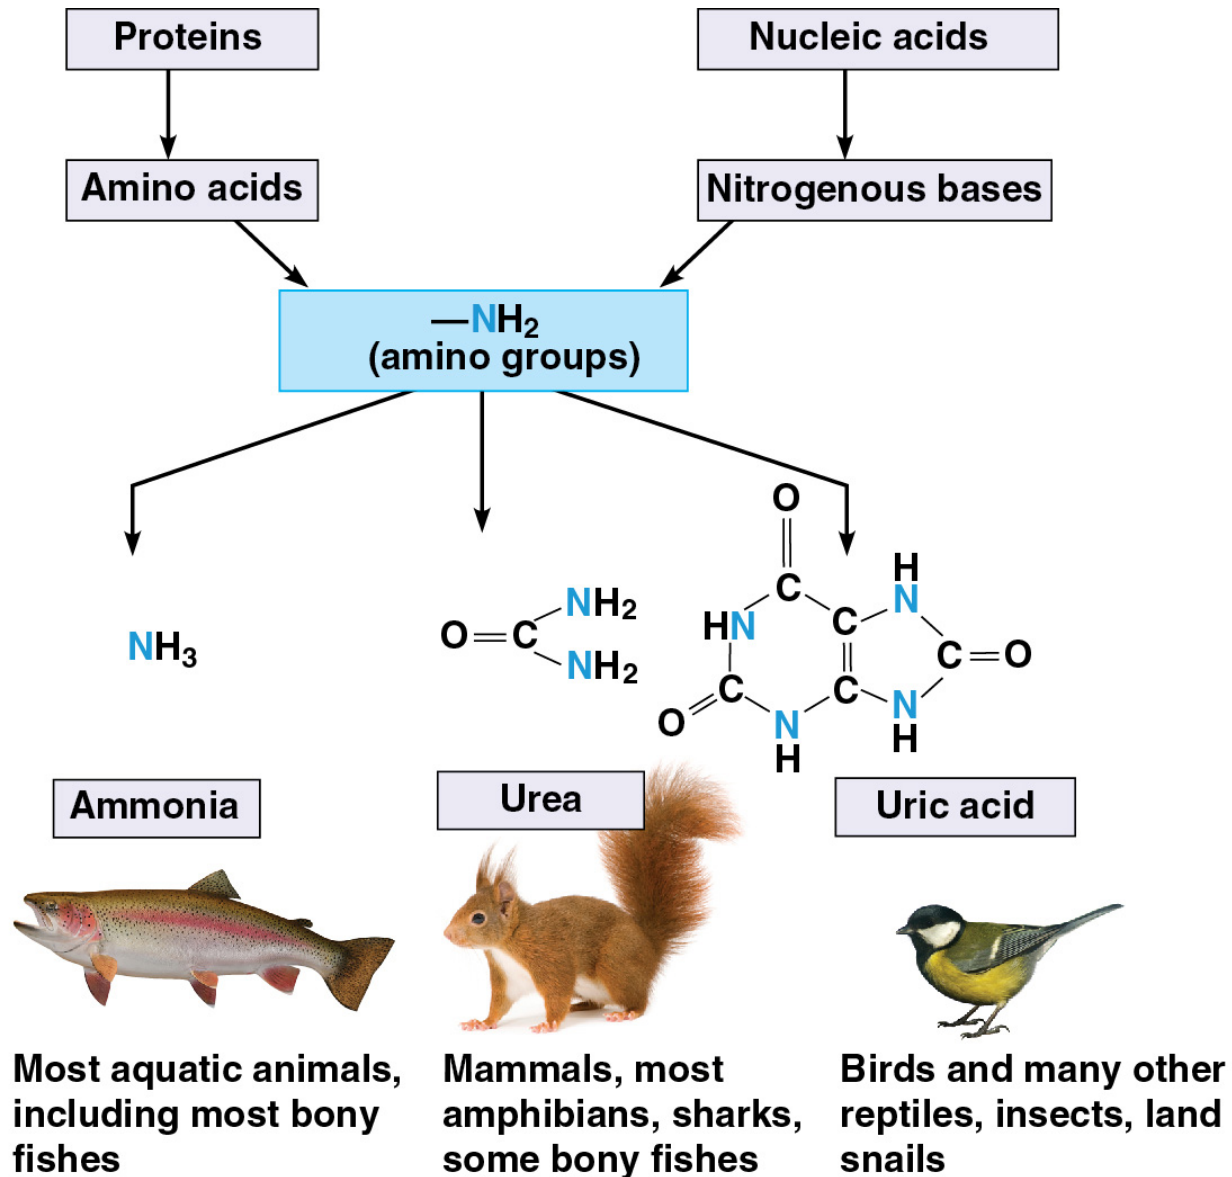 Proteins
Nucleic acids
Amino acids
Nitrogenous bases
—NH2
(amino groups)
NH3
O=C
NH2
NH2
O
C
HN
C
O
N
H
C
C
N
H
N
H
C=O
Ammonia
Urea
Uric acid
Most aquatic animals,
including most bony
fishes
Mammals, most
amphibians, sharks,
some bony fishes
Birds and many other
reptiles, insects, land
snails